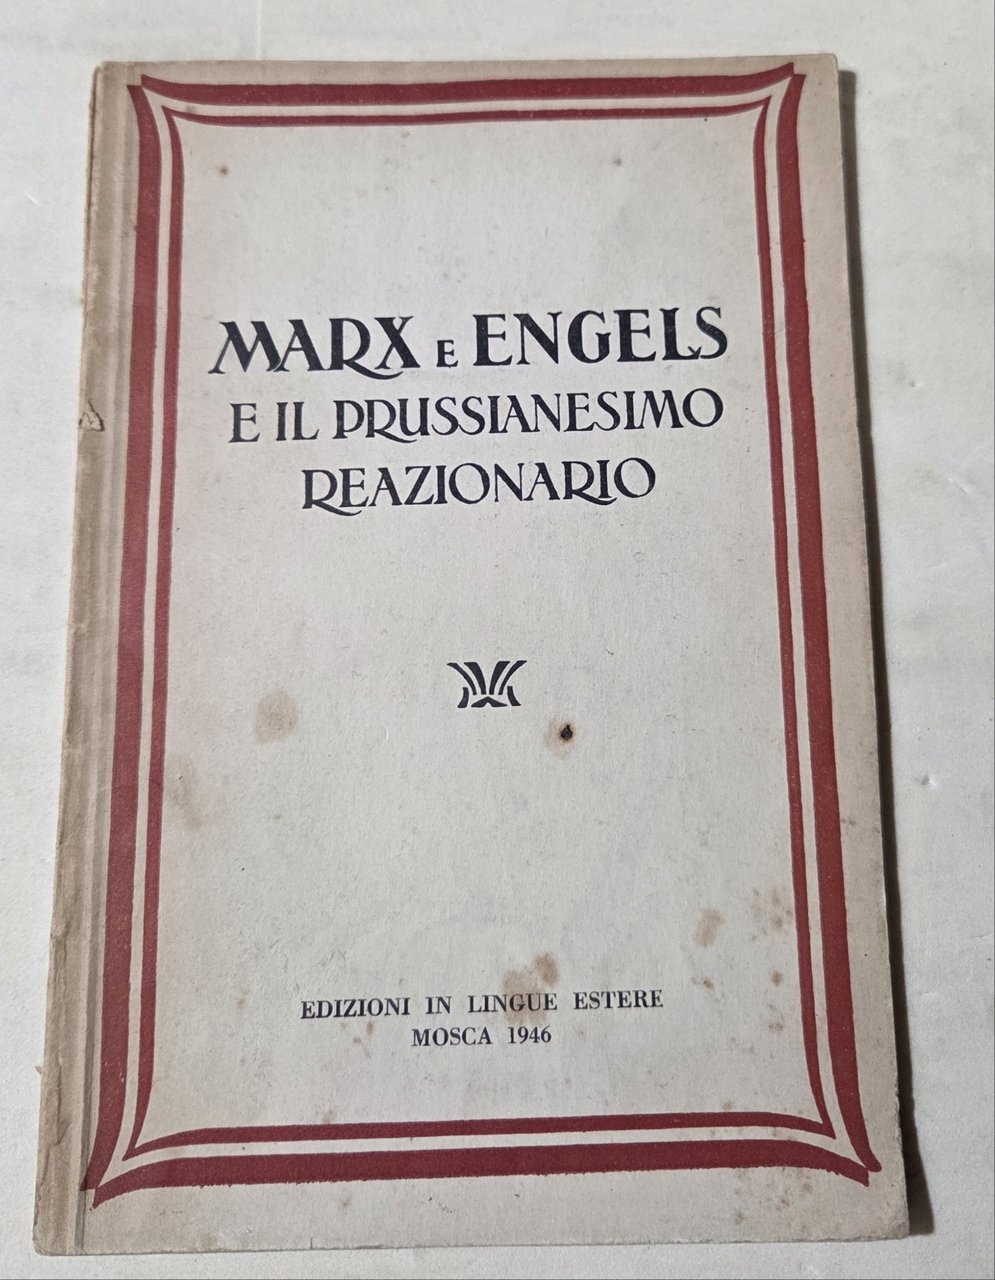 MARX E ENGELS
E IL PRUSSIANESIMO
REAZIONARIO
EDIZIONI IN LINGUE ESTERE
MOSCA 1946